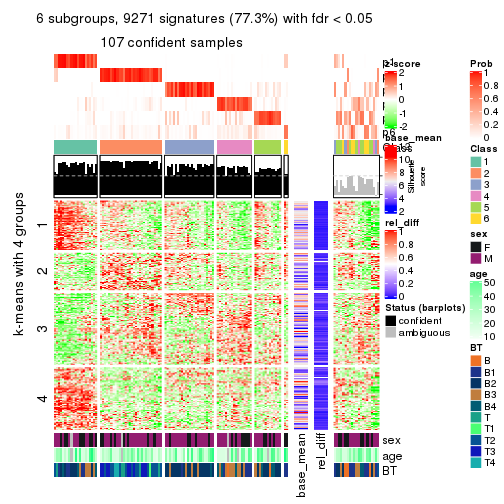 6 subgroups, 9271 signatures (77.3%) with fdr < 0.05
107 confident samples
k-means with 4 groups
1
2
3
4
p1
z-score
2
1
0
-1
-2
base_mean
10
8
6
4
2
Silhouette
score
rel_diff
1
0.8
0.6
0.4
0.2
0
Status (barplots)
confident
ambiguous
sex
age
BT
base_mean
rel_diff
Prob
1
0.8
0.6
0.4
0.2
0
Class
1
2
3
4
5
6
sex
F
M
age
50
40
30
20
10
BT
B
B1
B2
B3
B4
T
T1
T2
T3
T4